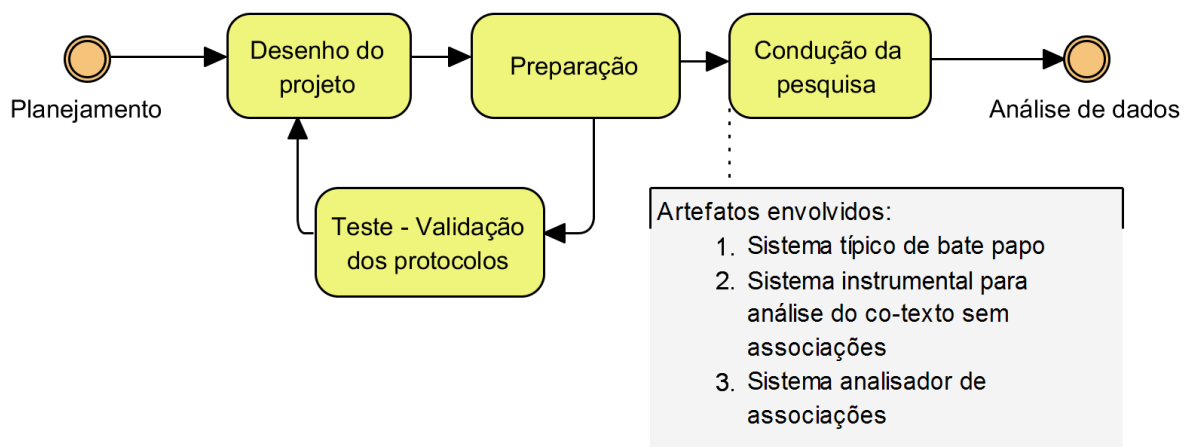 Desenho do
projeto
Preparação
Condução da
pesquisa
Planejamento
Análise de dados
Teste - Validação
dos protocolos
Artefatos envolvidos:
1. Sistema típico de bate papo
2. Sistema instrumental para
análise do co-texto sem
associações
3. Sistema analisador de
associações